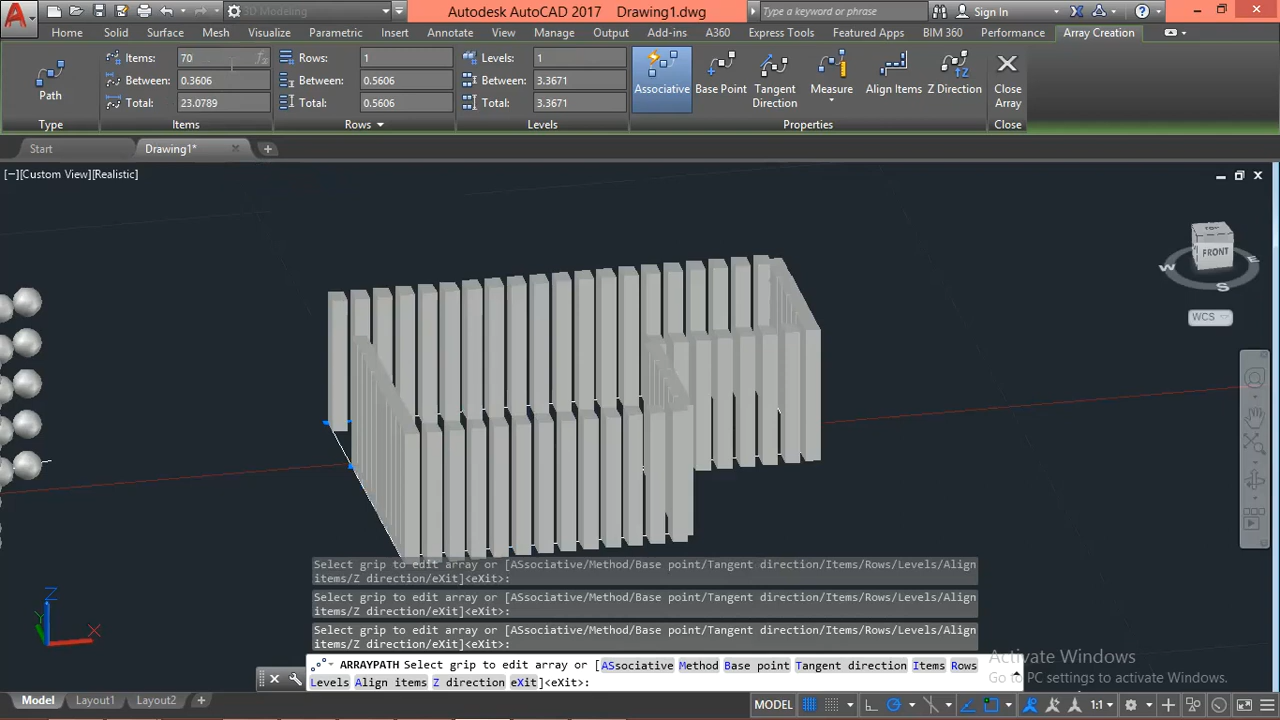 3D Modeling
Autodesk AutoCAD 2017 Drawing1.dwg
Type a keyword or phrase
Sign In
Home Solid Surface Mesh Visualize Parametric Insert Annotate View Manage Output Add-ins A360 Express Tools Featured Apps BIM 360 Performance Array Creation
Items: 70 Rows: 1 Levels: 1
Between: 0.3606 Between: 0.5606 Between: 3.3671
Total: 23.0789 Total: 0.5606 Total: 3.3671
Path
Associative Base Point Tangent Direction Measure Align Items Z Direction Close Array
Type Items Rows Levels Properties Close
Start Drawing1*
[−][Custom View][Realistic]
TOP
FRONT
W E
S
WCS
Select grip to edit array or [ASsociative/Method/Base point/Tangent direction/Items/Rows/Levels/Align
items/Z direction/eXit]<eXit>:
Select grip to edit array or [ASsociative/Method/Base point/Tangent direction/Items/Rows/Levels/Align
items/Z direction/eXit]<eXit>:
Select grip to edit array or [ASsociative/Method/Base point/Tangent direction/Items/Rows/Levels/Align
items/Z direction/eXit]<eXit>:
ARRAYPATH Select grip to edit array or [ASsociative Method Base point Tangent direction Items Rows
Levels Align items Z direction eXit]<eXit>:
Activate Windows
Go to PC settings to activate Windows.
Z
Y X
Model Layout1 Layout2 +
MODEL 1:1